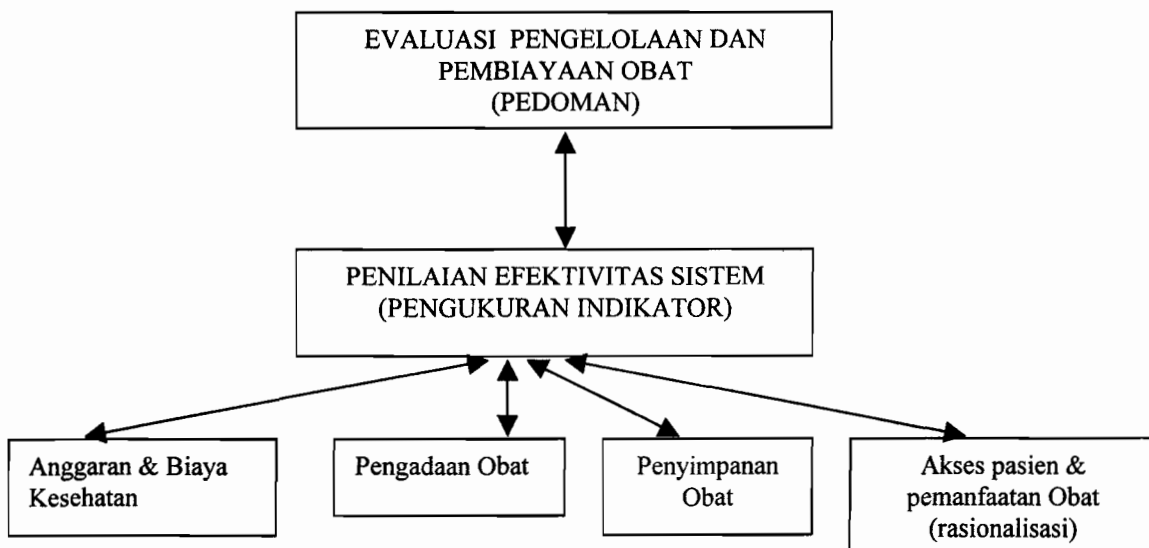 EVALUASI PENGELOLAAN DAN
PEMBIAYAAN OBAT
(PEDOMAN)
PENILAIAN EFEKTIVITAS SISTEM
(PENGUKURAN INDIKATOR)
Anggaran & Biaya
Kesehatan
Pengadaan Obat
Penyimpanan
Obat
Akses pasien &
pemanfaatan Obat
(rasionalisasi)